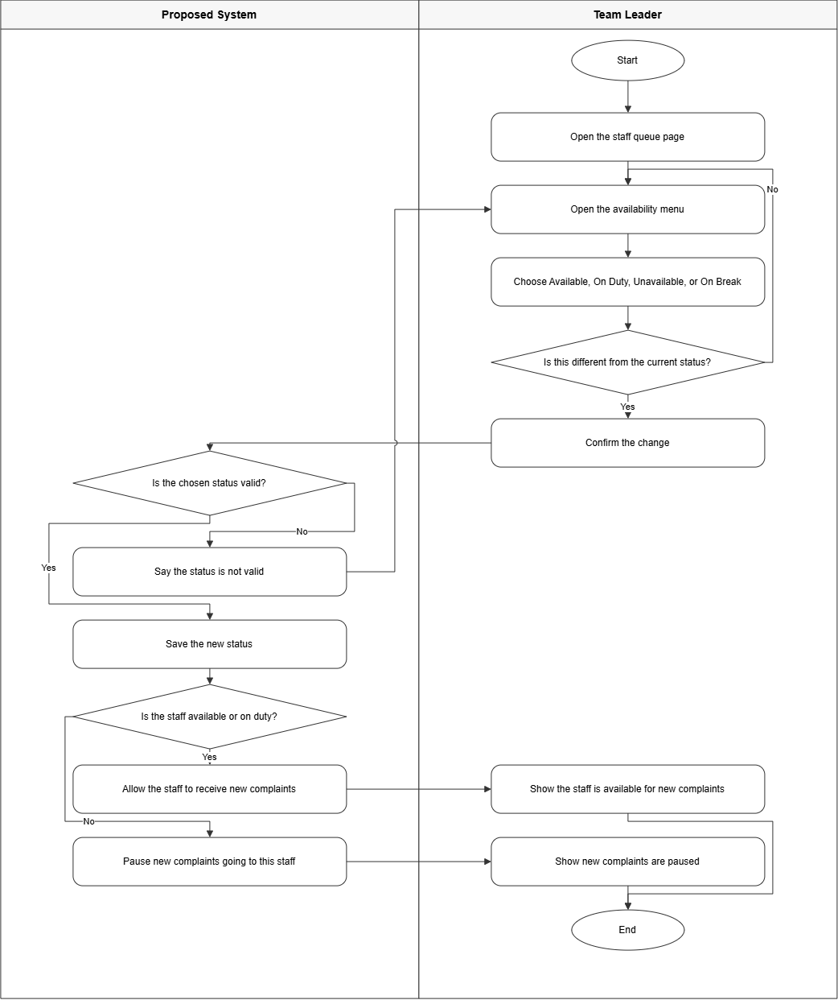 Proposed System
Team Leader
Start
Open the staff queue page
No
Open the availability menu
Choose Available, On Duty, Unavailable, or On Break
Is this different from the current status?
Yes
Confirm the change
Is the chosen status valid?
No
Yes
Say the status is not valid
Save the new status
Is the staff available or on duty?
Yes
Allow the staff to receive new complaints
Show the staff is available for new complaints
No
Pause new complaints going to this staff
Show new complaints are paused
End